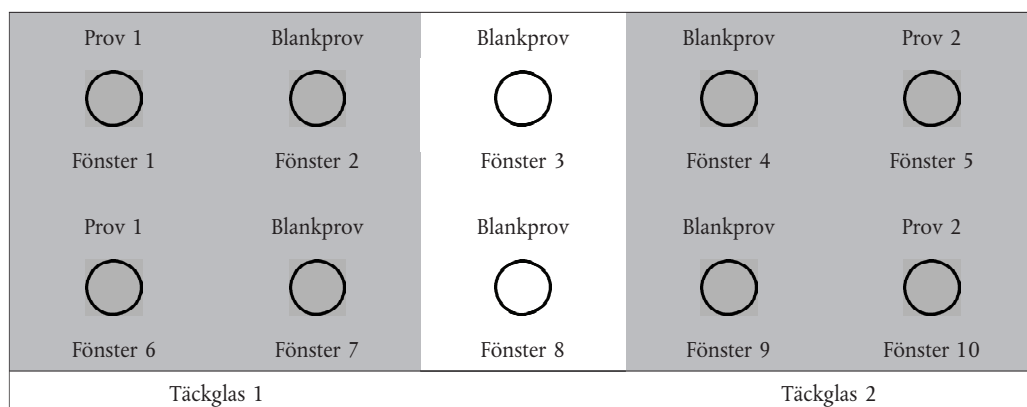 Prov 1 Blankprov Blankprov Blankprov Prov 2
Fönster 1 Fönster 2 Fönster 3 Fönster 4 Fönster 5
Prov 1 Blankprov Blankprov Blankprov Prov 2
Fönster 6 Fönster 7 Fönster 8 Fönster 9 Fönster 10
Täckglas 1 Täckglas 2